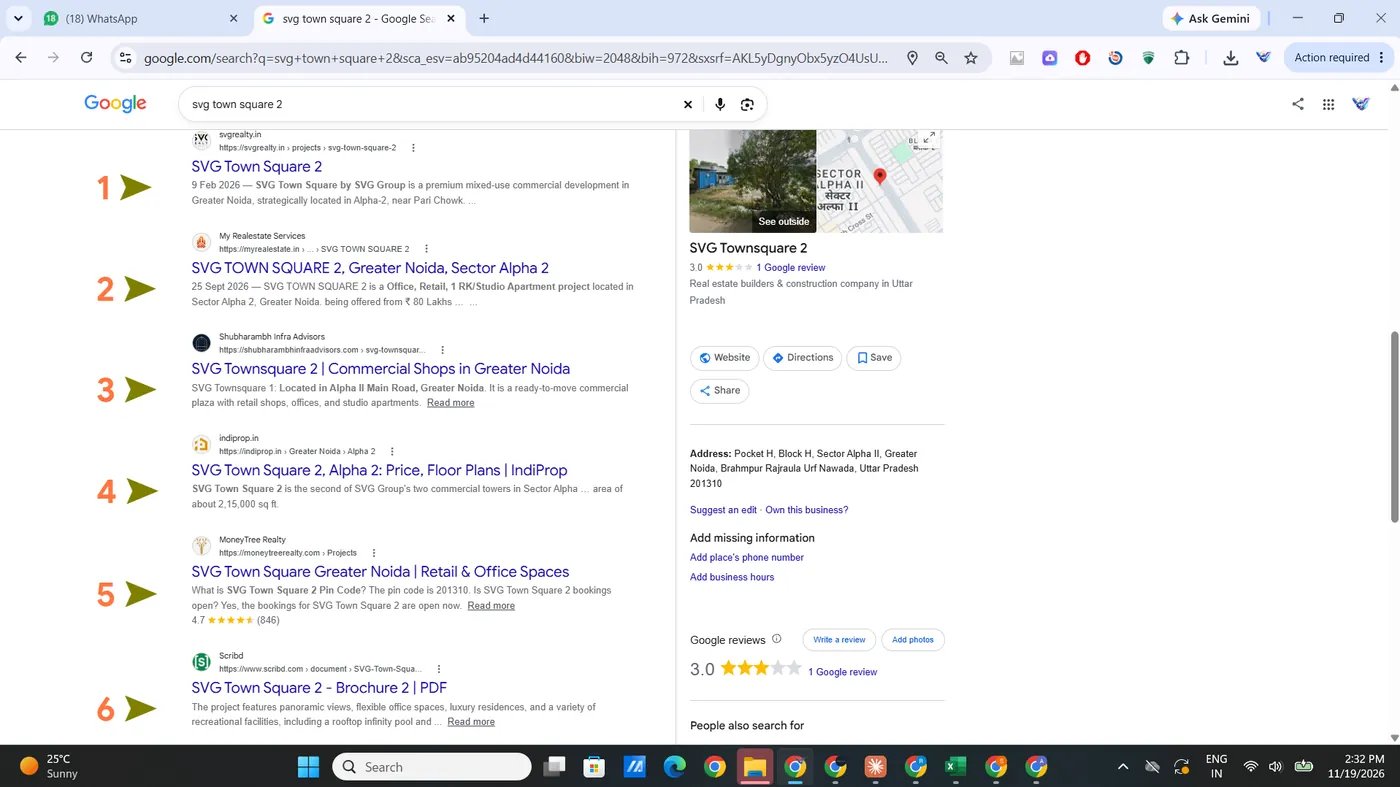 (18) WhatsApp
svg town square 2 - Google Sea
Ask Gemini
google.com/search?q=svg+town+square+2&sca_esv=ab95204ad4d44160&biw=2048&bih=972&sxsrf=AKL5yDgnyObx5yzO4UsU...
Action required
Google
svg town square 2
svgrealty.in
https://svgrealty.in › projects › svg-town-square-2
SVG Town Square 2
1
9 Feb 2026 — SVG Town Square by SVG Group is a premium mixed-use commercial development in
Greater Noida, strategically located in Alpha-2, near Pari Chowk. ...
My Realestate Services
https://myrealestate.in › ... › SVG TOWN SQUARE 2
SVG TOWN SQUARE 2, Greater Noida, Sector Alpha 2
2
25 Sept 2026 — SVG TOWN SQUARE 2 is a Office, Retail, 1 RK/Studio Apartment project located in
Sector Alpha 2, Greater Noida. being offered from ₹ 80 Lakhs ... ...
Shubharambh Infra Advisors
https://shubharambhinfraadvisors.com › svg-townsquar...
SVG Townsquare 2 | Commercial Shops in Greater Noida
3
SVG Townsquare 1: Located in Alpha II Main Road, Greater Noida. It is a ready-to-move commercial
plaza with retail shops, offices, and studio apartments. Read more
indiprop.in
https://indiprop.in › Greater Noida › Alpha 2
SVG Town Square 2, Alpha 2: Price, Floor Plans | IndiProp
4
SVG Town Square 2 is the second of SVG Group's two commercial towers in Sector Alpha ... area of
about 2,15,000 sq ft.
MoneyTree Realty
https://moneytreerealty.com › Projects
SVG Town Square Greater Noida | Retail & Office Spaces
5
What is SVG Town Square 2 Pin Code? The pin code is 201310. Is SVG Town Square 2 bookings
open? Yes, the bookings for SVG Town Square 2 are open now. Read more
4.7 (846)
Scribd
https://www.scribd.com › document › SVG-Town-Squa...
SVG Town Square 2 - Brochure 2 | PDF
6
The project features panoramic views, flexible office spaces, luxury residences, and a variety of
recreational facilities, including a rooftop infinity pool and ... Read more
See outside
SECTOR
ALPHA II
सेक्टर
अल्फा II
Cross St
SVG Townsquare 2
3.0 1 Google review
Real estate builders & construction company in Uttar
Pradesh
Website
Directions
Save
Share
Address: Pocket H, Block H, Sector Alpha II, Greater
Noida, Brahmpur Rajraula Urf Nawada, Uttar Pradesh
201310
Suggest an edit · Own this business?
Add missing information
Add place's phone number
Add business hours
Google reviews
Write a review
Add photos
3.0 1 Google review
People also search for
25°C
Sunny
Search
ENG
IN
2:32 PM
11/19/2026